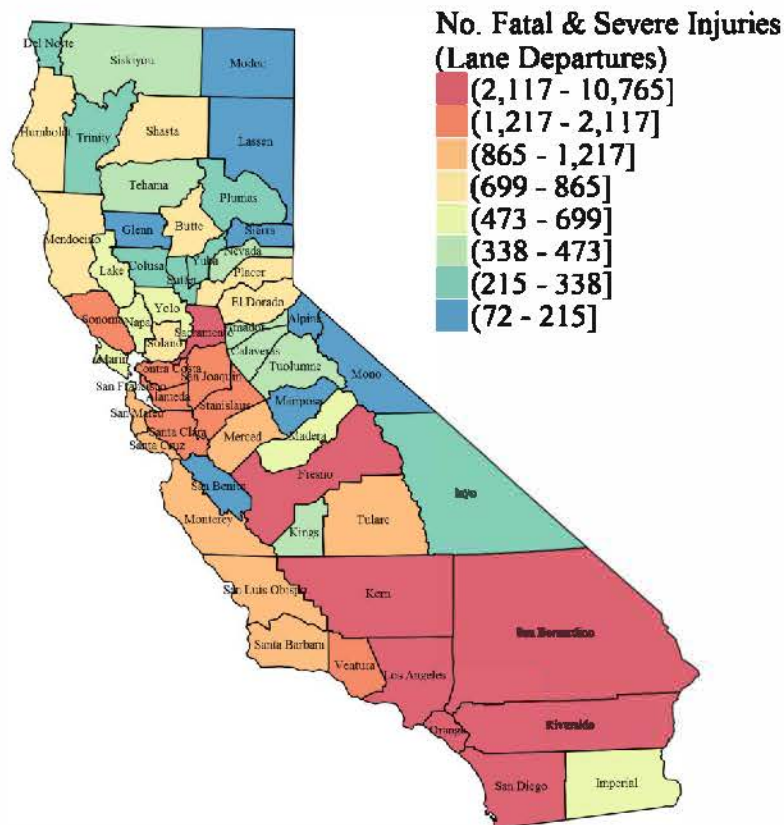 No. Fatal & Severe Injuries
(Lane Departures)
(2,117 - 10,765]
(1,217 - 2,117]
(865 - 1,217]
(699 - 865]
(473 - 699]
(338 - 473]
(215 - 338]
(72 - 215]
Del Norte
Siskiyou
Modoc
Humboldt
Trinity
Shasta
Lassen
Tehama
Plumas
Glenn
Butte
Sierra
Mendocino
Nevada
Yuba
Colusa
Lake
Sutter
Placer
El Dorado
Yolo
Sonoma
Napa
Sacramento
Amador
Alpine
Solano
Marin
Calaveras
Tuolumne
Mono
Contra Costa
San Joaquin
San Francisco
Alameda
Stanislaus
Mariposa
San Mateo
Santa Clara
Merced
Madera
Santa Cruz
Fresno
San Benito
Inyo
Monterey
Kings
Tulare
San Luis Obispo
Kern
San Bernardino
Santa Barbara
Ventura
Los Angeles
Orange
Riverside
San Diego
Imperial